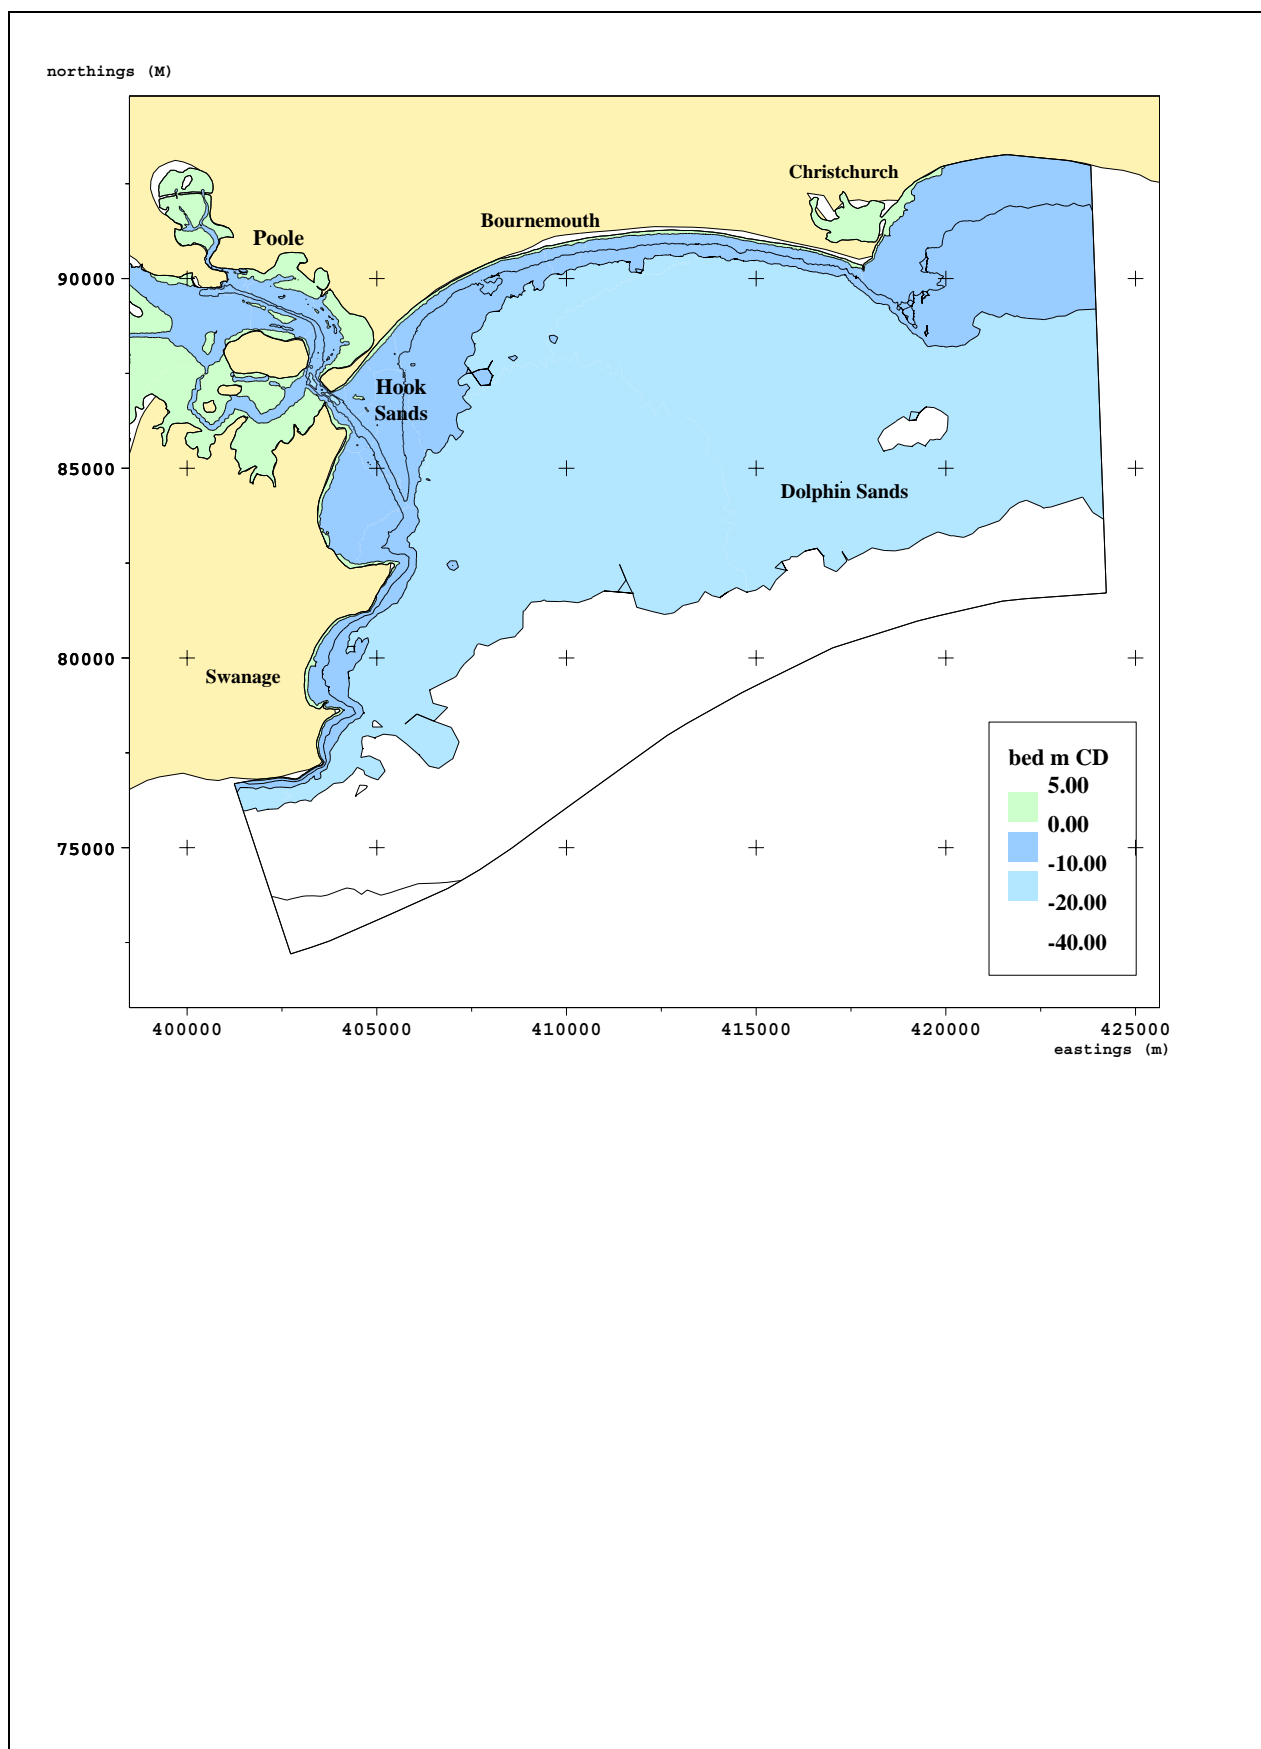 northings (M)
Christchurch
Bournemouth
Poole
90000
Hook
Sands
85000
Dolphin Sands
80000
Swanage
bed m CD
5.00
0.00
-10.00
-20.00
-40.00
75000
400000 405000 410000 415000 420000 425000
eastings (m)